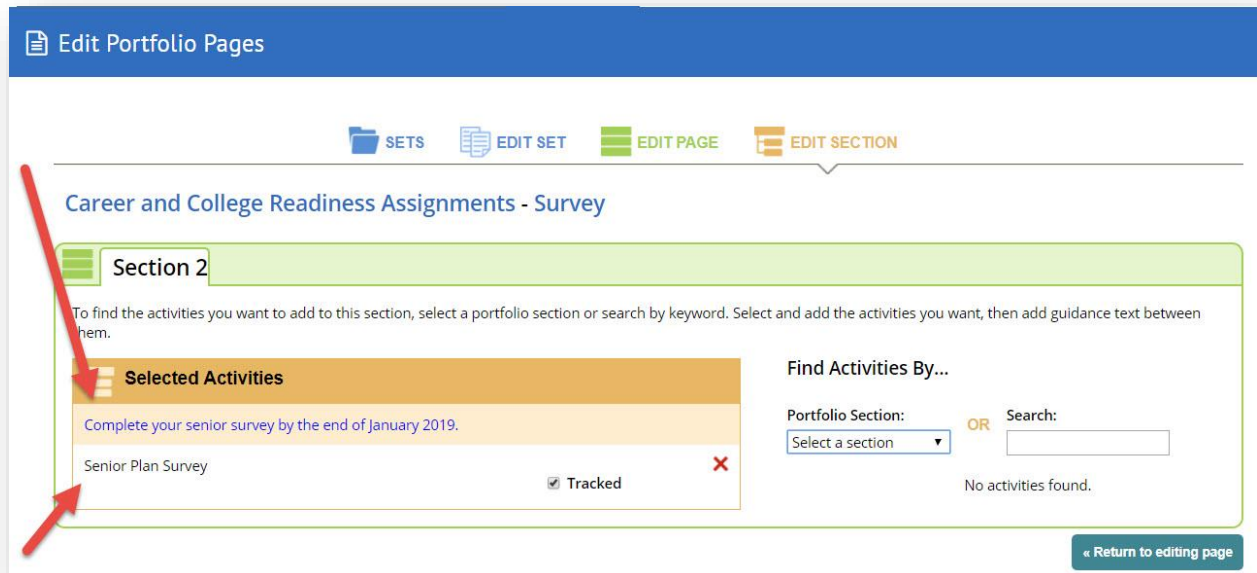 Edit Portfolio Pages
SETS EDIT SET EDIT PAGE EDIT SECTION
Career and College Readiness Assignments - Survey
Section 2
To find the activities you want to add to this section, select a portfolio section or search by keyword. Select and add the activities you want, then add guidance text between
them.
Selected Activities
Complete your senior survey by the end of January 2019.
Senior Plan Survey
Tracked
Find Activities By...
Portfolio Section:
Select a section
OR
Search:
No activities found.
« Return to editing page